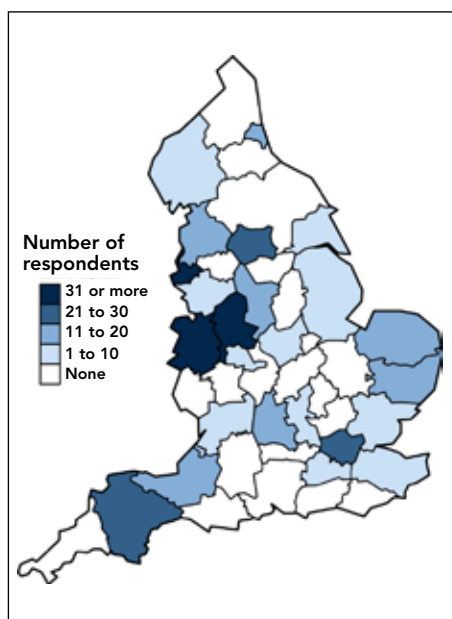 Number of
respondents
31 or more
21 to 30
11 to 20
1 to 10
None